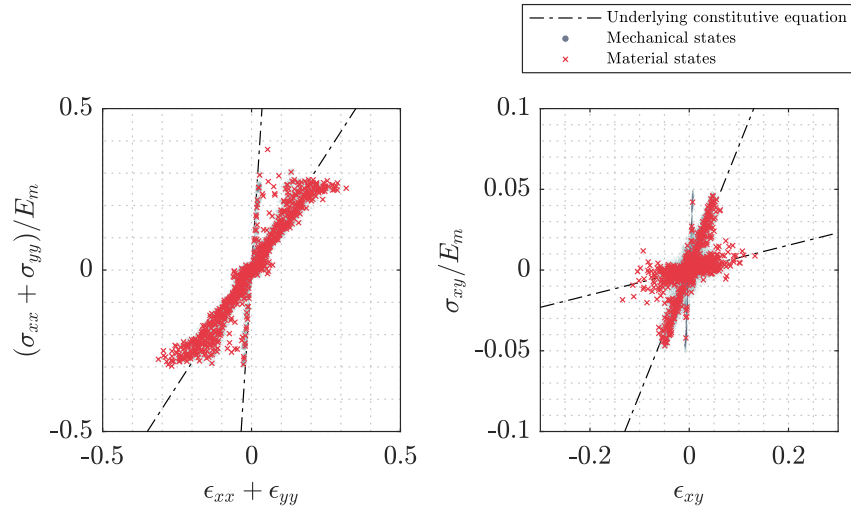 Underlying constitutive equation
Mechanical states
Material states
0.5
0
-0.5
-0.5
0
0.5
(σxx + σyy)/Em
ϵxx + ϵyy
0.1
0.05
0
-0.05
-0.1
-0.2
0
0.2
σxy/Em
ϵxy